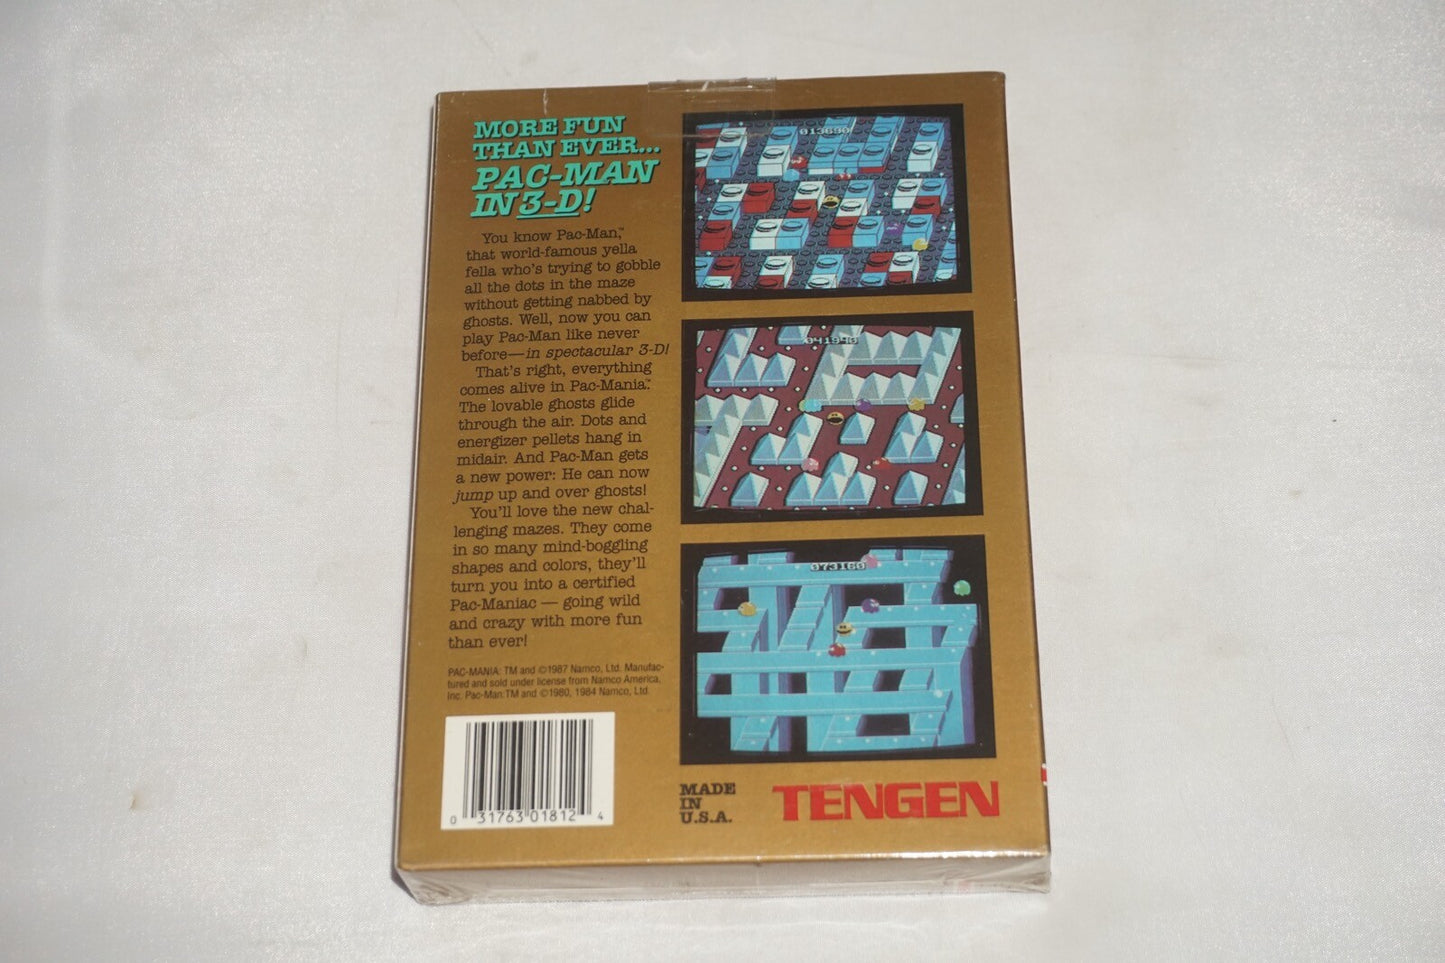 MORE FUN
THAN EVER...
PAC-MAN
IN 3-D!
You know Pac-Man,™
that world-famous yella
fella who's trying to gobble
all the dots in the maze
without getting nabbed by
ghosts. Well, now you can
play Pac-Man like never
before—in spectacular 3-D!
That's right, everything
comes alive in Pac-Mania™.
The lovable ghosts glide
through the air. Dots and
energizer pellets hang in
midair. And Pac-Man gets
a new power: He can now
jump up and over ghosts!
You'll love the new chal-
lenging mazes. They come
in so many mind-boggling
shapes and colors, they'll
turn you into a certified
Pac-Maniac — going wild
and crazy with more fun
than ever!
PAC-MANIA: TM and ©1987 Namco, Ltd. Manufac-
tured and sold under license from Namco America,
Inc. Pac-Man: TM and ©1980, 1984 Namco, Ltd.
0 31763 01812 4
013690
041940
073160
MADE
IN
U.S.A.
TENGEN